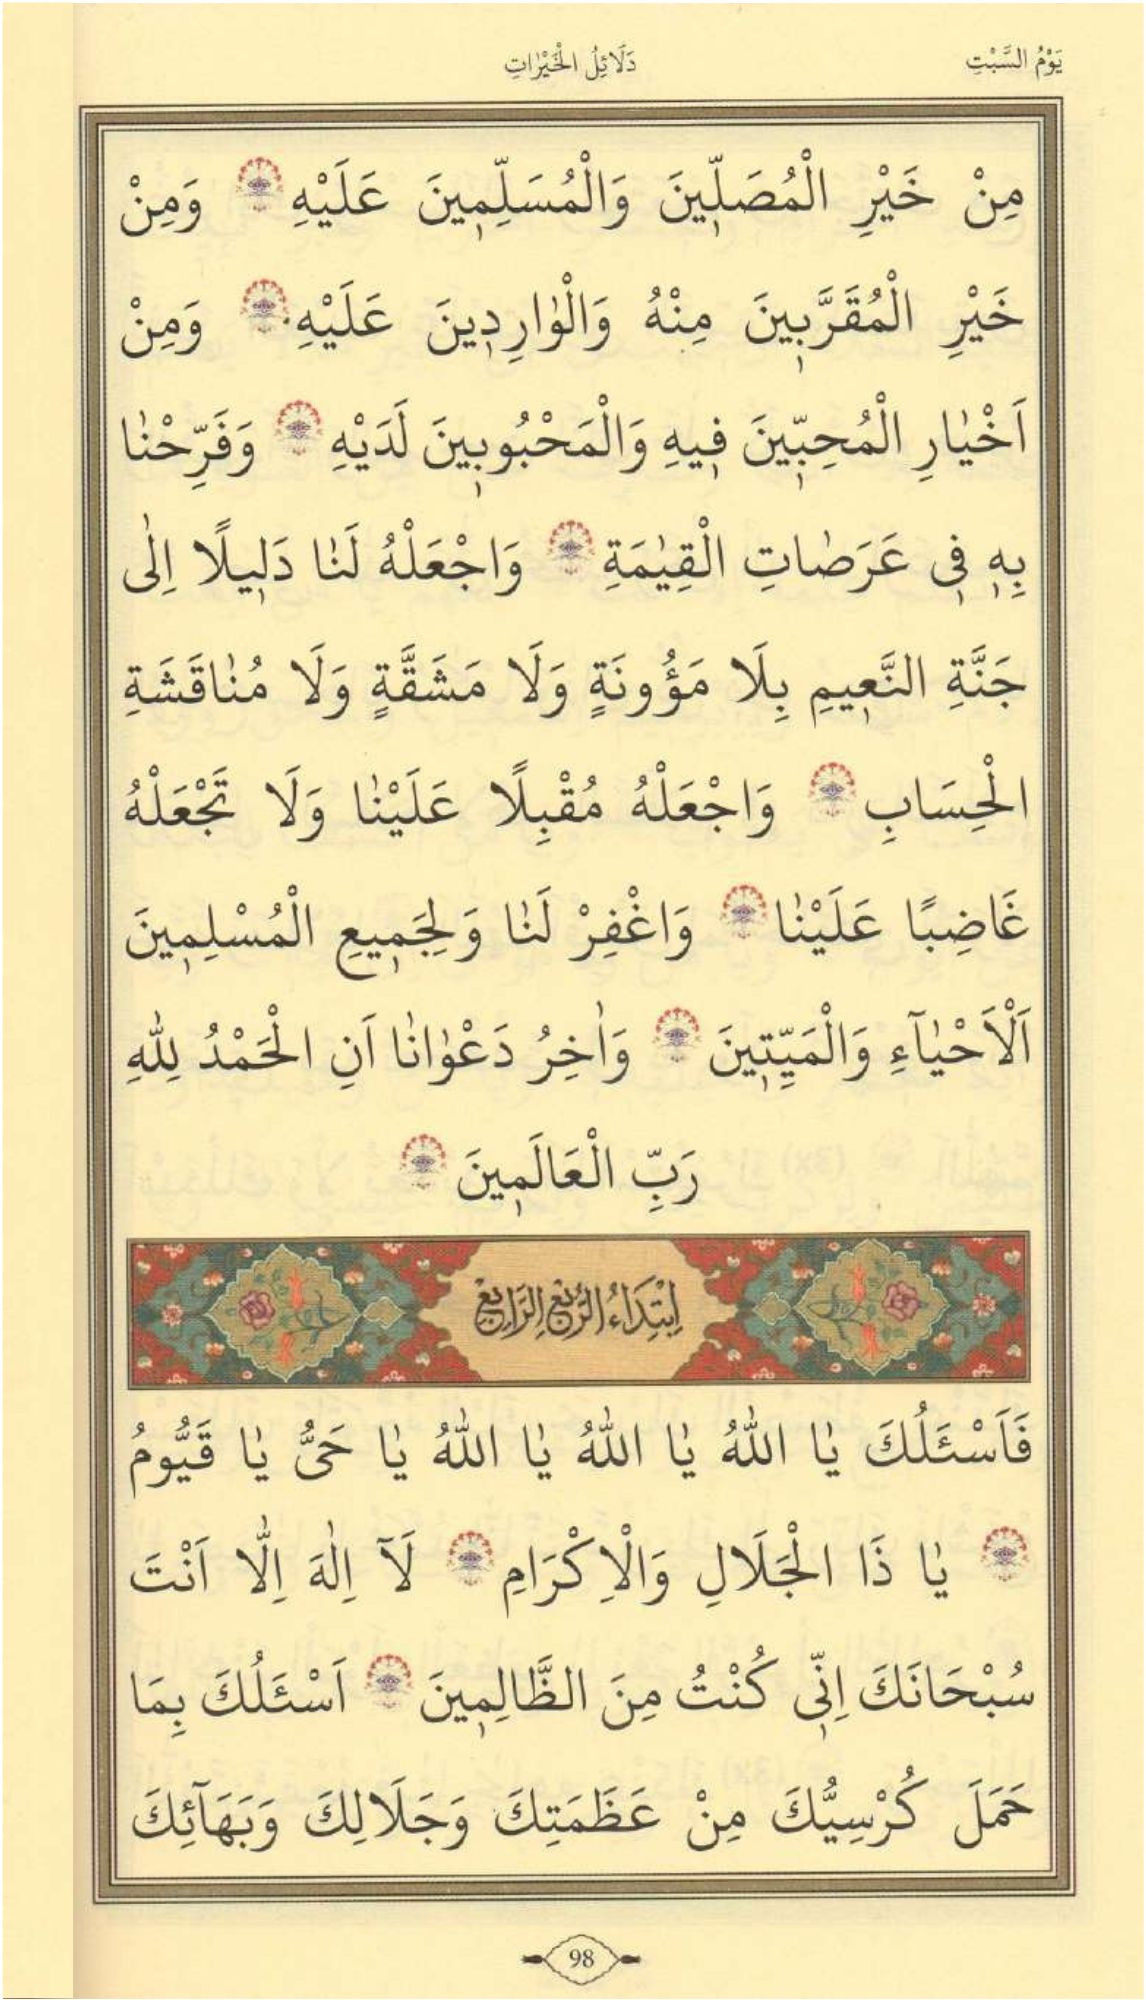 يَوْمُ السَّبْتِ
دَلَائِلُ الْخَيْرٰاتِ
مِنْ خَيْرِ الْمُصَلّ۪ينَ وَالْمُسَلِّم۪ينَ عَلَيْهِ وَمِنْ
خَيْرِ الْمُقَرَّب۪ينَ مِنْهُ وَالْوٰارِد۪ينَ عَلَيْهِ وَمِنْ
اَخْيٰارِ الْمُحِبّ۪ينَ ف۪يهِ وَالْمَحْبُوب۪ينَ لَدَيْهِ وَفَرِّحْنٰا
بِه۪ ف۪ى عَرَصٰاتِ الْقِيٰمَةِ وَاجْعَلْهُ لَنٰا دَل۪يلًا اِلٰى
جَنَّةِ النَّع۪يمِ بِلَا مَؤُونَةٍ وَلَا مَشَقَّةٍ وَلَا مُنٰاقَشَةِ
الْحِسَابِ وَاجْعَلْهُ مُقْبِلًا عَلَيْنٰا وَلَا تَجْعَلْهُ
غَاضِبًا عَلَيْنٰا وَاغْفِرْ لَنٰا وَلِجَم۪يعِ الْمُسْلِم۪ينَ
اَلْاَحْيٰٓاءِ وَالْمَيِّت۪ينَ وَاٰخِرُ دَعْوٰانٰا اَنِ الْحَمْدُ لِلّٰهِ
رَبِّ الْعَالَم۪ينَ
اِبْتِدَاءُ الرُّبْعِ الرَّابِعِ
فَاَسْئَلُكَ يٰا اَللّٰهُ يٰا اَللّٰهُ يٰا اَللّٰهُ يٰا حَىُّ يٰا قَيُّومُ
يٰا ذَا الْجَلَالِ وَالْاِكْرَامِ لَٓا اِلٰهَ اِلَّا اَنْتَ
سُبْحَانَكَ اِنّ۪ى كُنْتُ مِنَ الظَّالِم۪ينَ اَسْئَلُكَ بِمَا
حَمَلَ كُرْسِيُّكَ مِنْ عَظَمَتِكَ وَجَلَالِكَ وَبَهَٓائِكَ
98